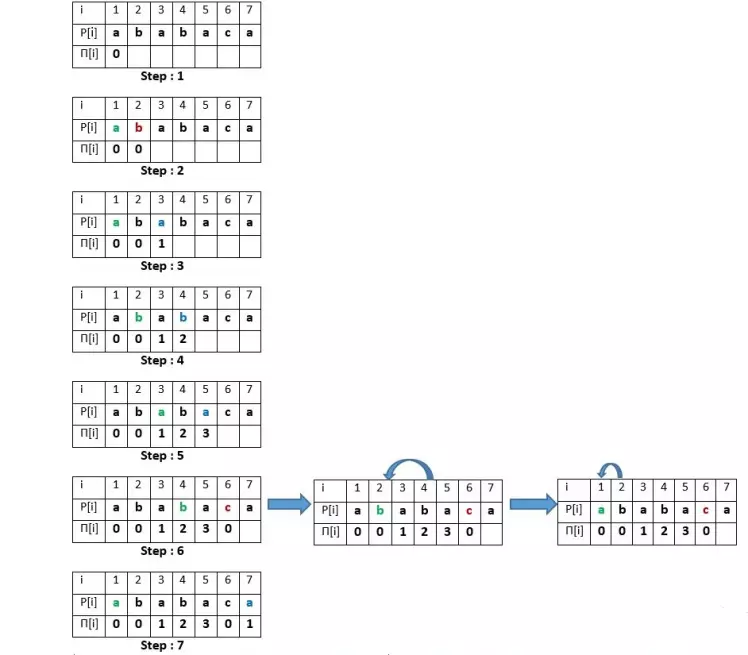 i 1 2 3 4 5 6 7
P[i] a b a b a c a
Π[i] 0
Step : 1
i 1 2 3 4 5 6 7
P[i] a b a b a c a
Π[i] 0 0
Step : 2
i 1 2 3 4 5 6 7
P[i] a b a b a c a
Π[i] 0 0 1
Step : 3
i 1 2 3 4 5 6 7
P[i] a b a b a c a
Π[i] 0 0 1 2
Step : 4
i 1 2 3 4 5 6 7
P[i] a b a b a c a
Π[i] 0 0 1 2 3
Step : 5
i 1 2 3 4 5 6 7
P[i] a b a b a c a
Π[i] 0 0 1 2 3 0
Step : 6
i 1 2 3 4 5 6 7
P[i] a b a b a c a
Π[i] 0 0 1 2 3 0
i 1 2 3 4 5 6 7
P[i] a b a b a c a
Π[i] 0 0 1 2 3 0
i 1 2 3 4 5 6 7
P[i] a b a b a c a
Π[i] 0 0 1 2 3 0 1
Step : 7